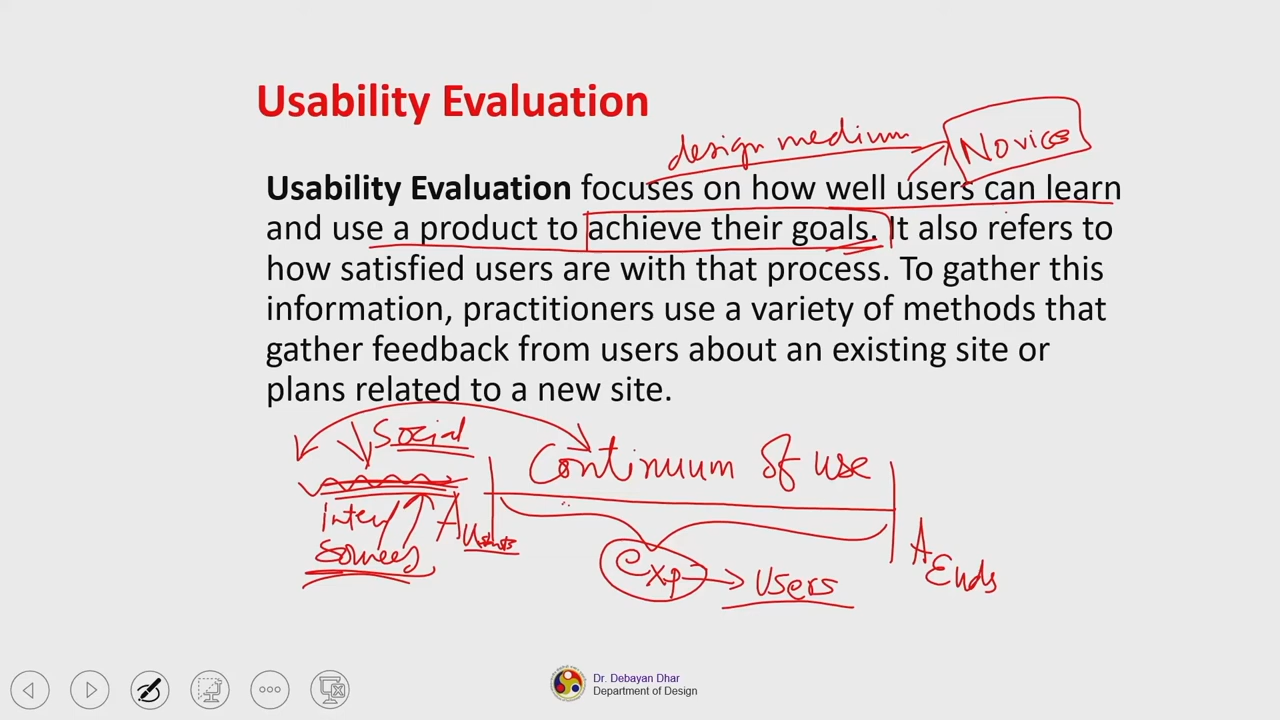 Usability Evaluation
design medium
Novice
Usability Evaluation focuses on how well users can learn
and use a product to achieve their goals. It also refers to
how satisfied users are with that process. To gather this
information, practitioners use a variety of methods that
gather feedback from users about an existing site or
plans related to a new site.
Social
Continuum of use
Inter
Sources
A
A Ends
exp
Users
Dr. Debayan Dhar
Department of Design